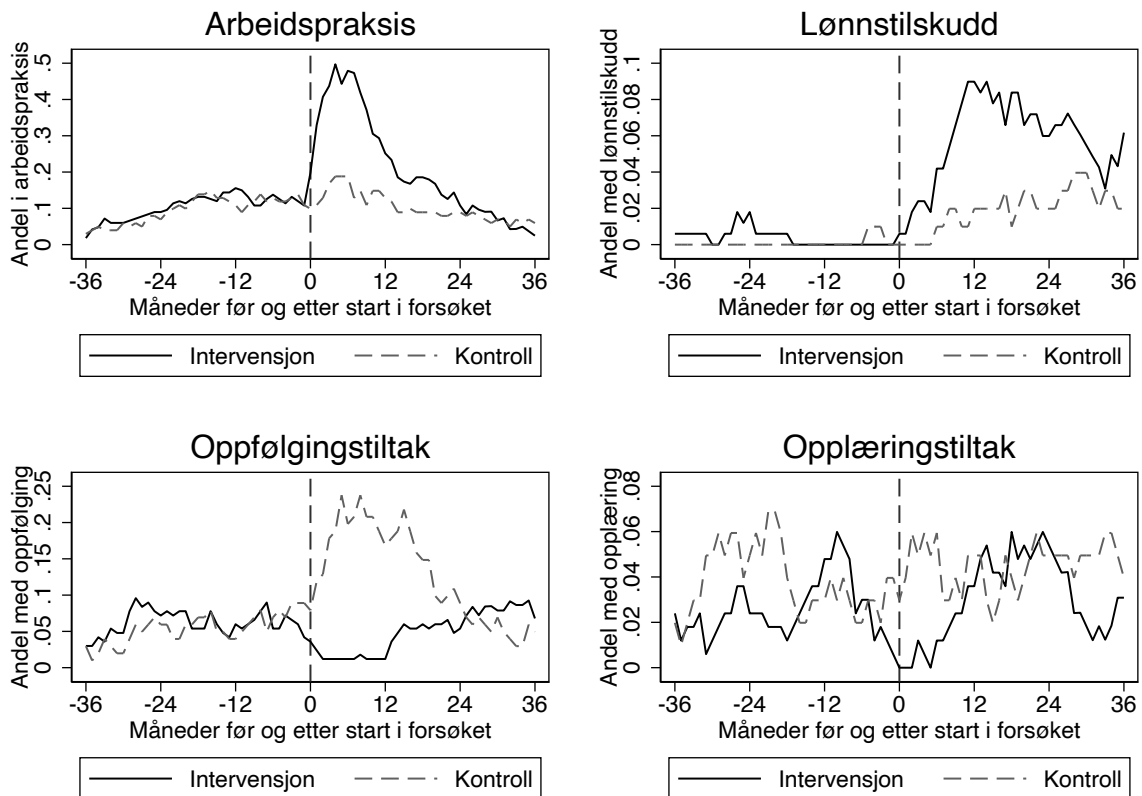 Arbeidspraksis
Andel i arbeidspraksis
0 .1 .2 .3 .4 .5
-36 -24 -12 0 12 24 36
Måneder før og etter start i forsøket
Intervensjon Kontroll
Lønnstilskudd
Andel med lønnstilskudd
0 .02 .04 .06 .08 .1
-36 -24 -12 0 12 24 36
Måneder før og etter start i forsøket
Intervensjon Kontroll
Oppfølgingstiltak
Andel med oppfølging
0 .05 .1 .15 .2 .25
-36 -24 -12 0 12 24 36
Måneder før og etter start i forsøket
Intervensjon Kontroll
Opplæringstiltak
Andel med opplæring
0 .02 .04 .06 .08
-36 -24 -12 0 12 24 36
Måneder før og etter start i forsøket
Intervensjon Kontroll